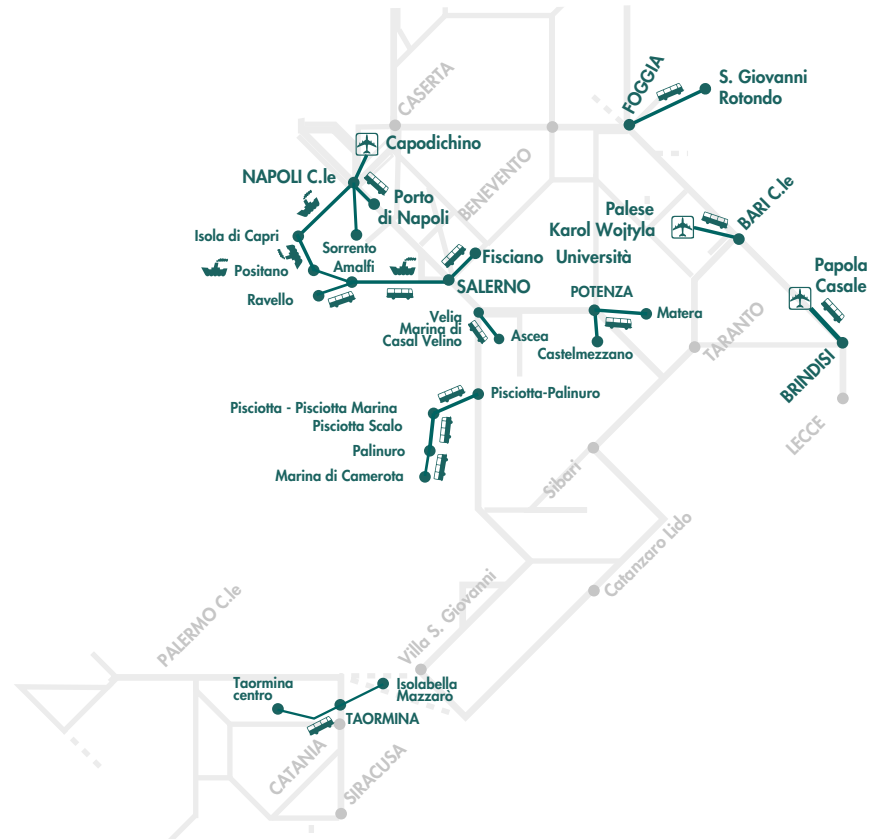 CASERTA
FOGGIA
S. Giovanni
Rotondo
Capodichino
NAPOLI C.le
BENEVENTO
Porto
di Napoli
Palese
Karol Wojtyla
BARI C.le
Isola di Capri
Sorrento
Amalfi
Fisciano
Università
Positano
Papola
Casale
Ravello
SALERNO
POTENZA
Velia
Marina di
Casal Velino
Ascea
Matera
Castelmezzano
TARANTO
BRINDISI
LECCE
Pisciotta-Palinuro
Pisciotta - Pisciotta Marina
Pisciotta Scalo
Palinuro
Marina di Camerota
Sibari
Catanzaro Lido
Villa S. Giovanni
PALERMO C.le
Taormina
centro
Isolabella
Mazzarò
TAORMINA
CATANIA
SIRACUSA